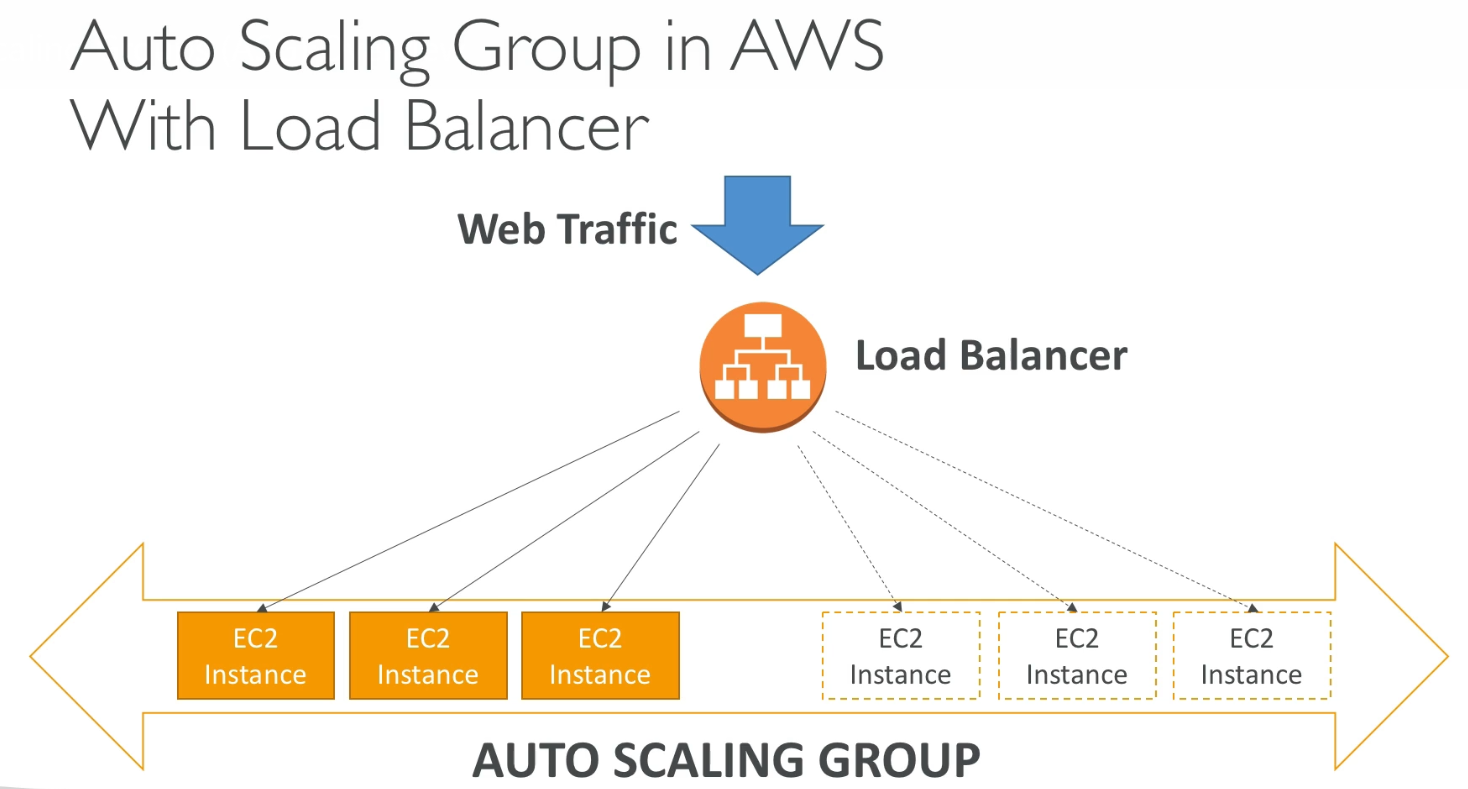 Auto Scaling Group in AWS
With Load Balancer
Web Traffic
Load Balancer
EC2
Instance
EC2
Instance
EC2
Instance
EC2
Instance
EC2
Instance
EC2
Instance
AUTO SCALING GROUP